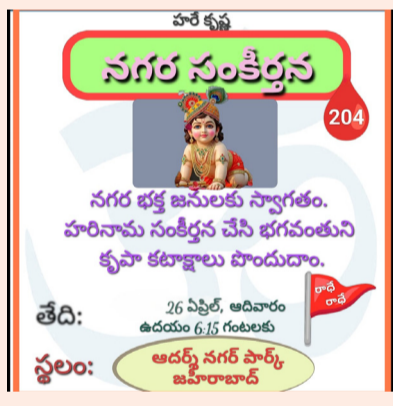 హరే కృష్ణ
నగర సంకీర్తన
204
నగర భక్త జనులకు స్వాగతం.
హరినామ సంకీర్తన చేసి భగవంతుని
కృపా కటాక్షాలు పొందుదాం.
రాధే
రాధే
తేది:
26 ఏప్రిల్, ఆదివారం
ఉదయం 6:15 గంటలకు
స్థలం:
ఆదర్శ్ నగర్ పార్క్
జహీరాబాద్